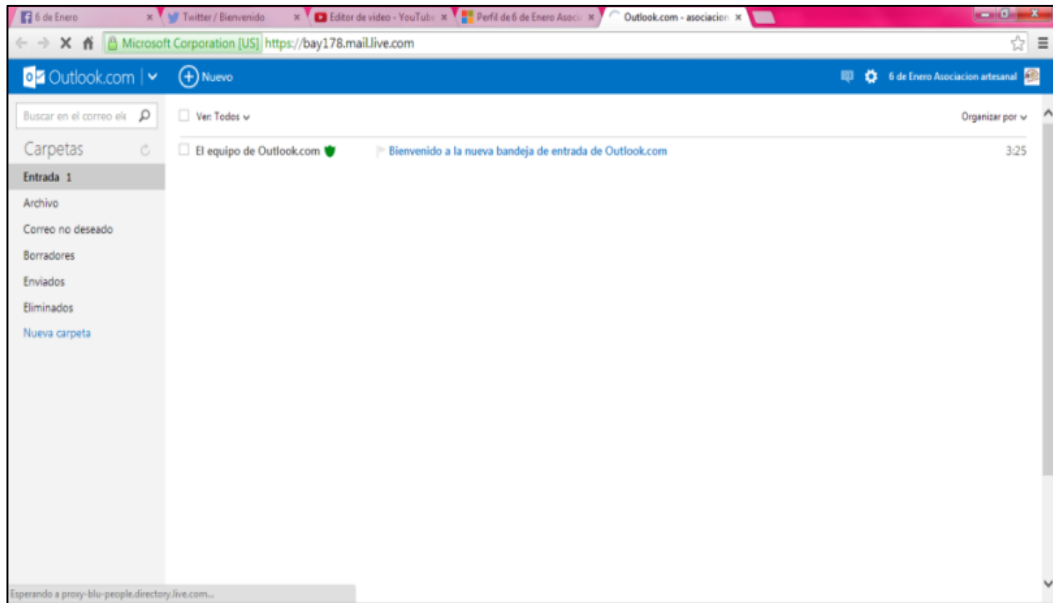 6 de Enero
Twitter / Bienvenido
Editor de video - YouTube
Perfil de 6 de Enero Asoci
Outlook.com - asociacion
Microsoft Corporation [US] https://bay178.mail.live.com
Outlook.com Nuevo 6 de Enero Asociacion artesanal
Buscar en el correo ele Ver: Todos Organizar por
Carpetas El equipo de Outlook.com Bienvenido a la nueva bandeja de entrada de Outlook.com 3:25
Entrada 1
Archivo
Correo no deseado
Borradores
Enviados
Eliminados
Nueva carpeta
Esperando a proxy-blu-people.directory.live.com...